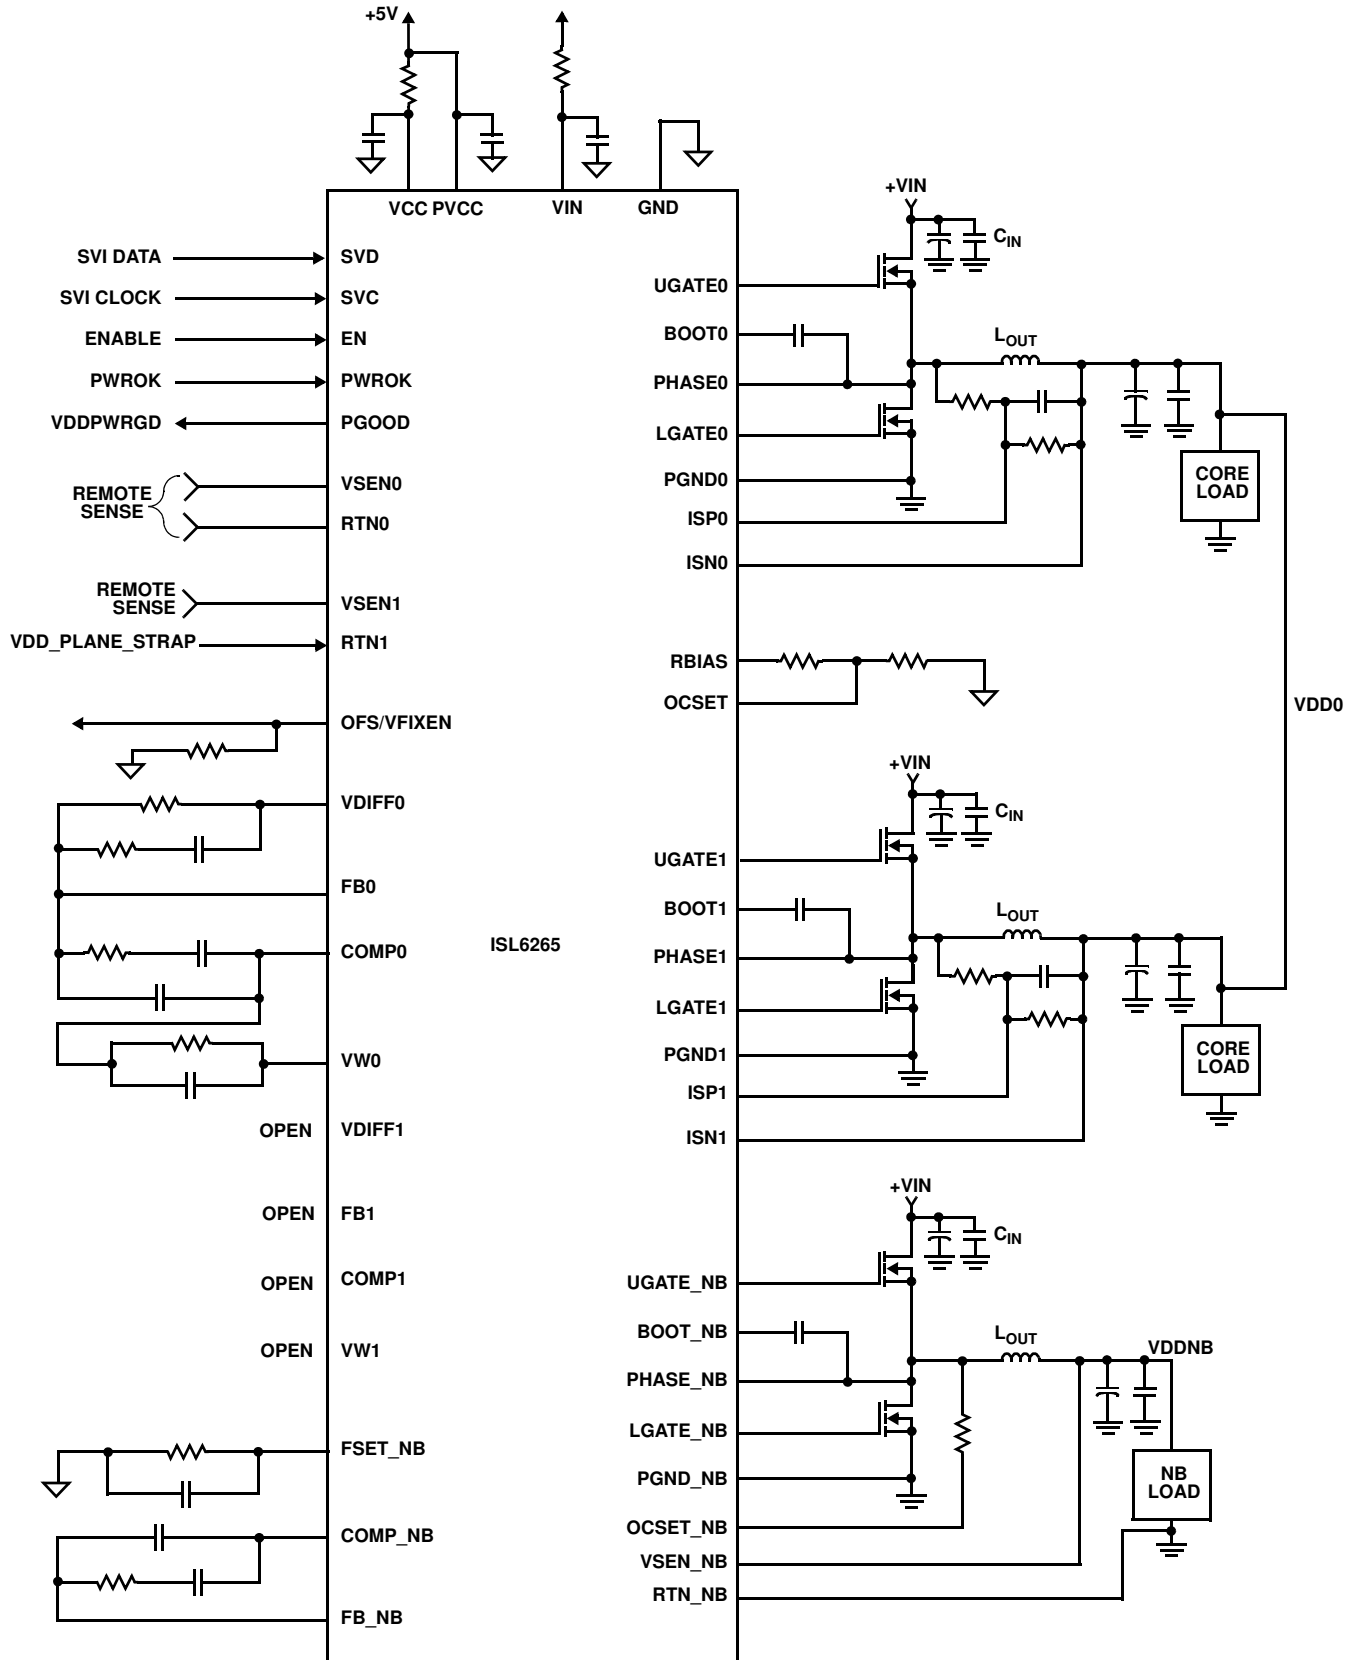 +5V
VCC PVCC
VIN
GND
SVI DATA
SVD
SVI CLOCK
SVC
ENABLE
EN
PWROK
PWROK
VDDPWRGD
PGOOD
REMOTE
SENSE
VSEN0
RTN0
REMOTE
SENSE
VSEN1
VDD_PLANE_STRAP
RTN1
OFS/VFIXEN
VDIFF0
FB0
COMP0
VW0
OPEN
VDIFF1
OPEN
FB1
OPEN
COMP1
OPEN
VW1
FSET_NB
COMP_NB
FB_NB
ISL6265
+VIN
CIN
UGATE0
BOOT0
LOUT
PHASE0
LGATE0
PGND0
ISP0
ISN0
CORE
LOAD
RBIAS
OCSET
VDD0
+VIN
CIN
UGATE1
BOOT1
LOUT
PHASE1
LGATE1
PGND1
ISP1
ISN1
CORE
LOAD
+VIN
CIN
UGATE_NB
BOOT_NB
LOUT
VDDNB
PHASE_NB
LGATE_NB
PGND_NB
OCSET_NB
VSEN_NB
RTN_NB
NB
LOAD